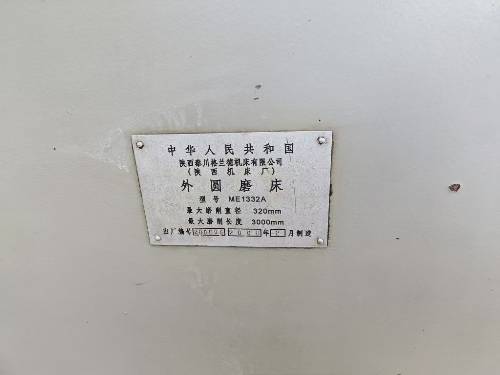 中华人民共和国
陕西秦川格兰德机床有限公司
(陕西机床厂)
外圆磨床
型号 ME1332A
最大磨削直径 320mm
最大磨削长度 3000mm
出厂编号 年 2 月制造